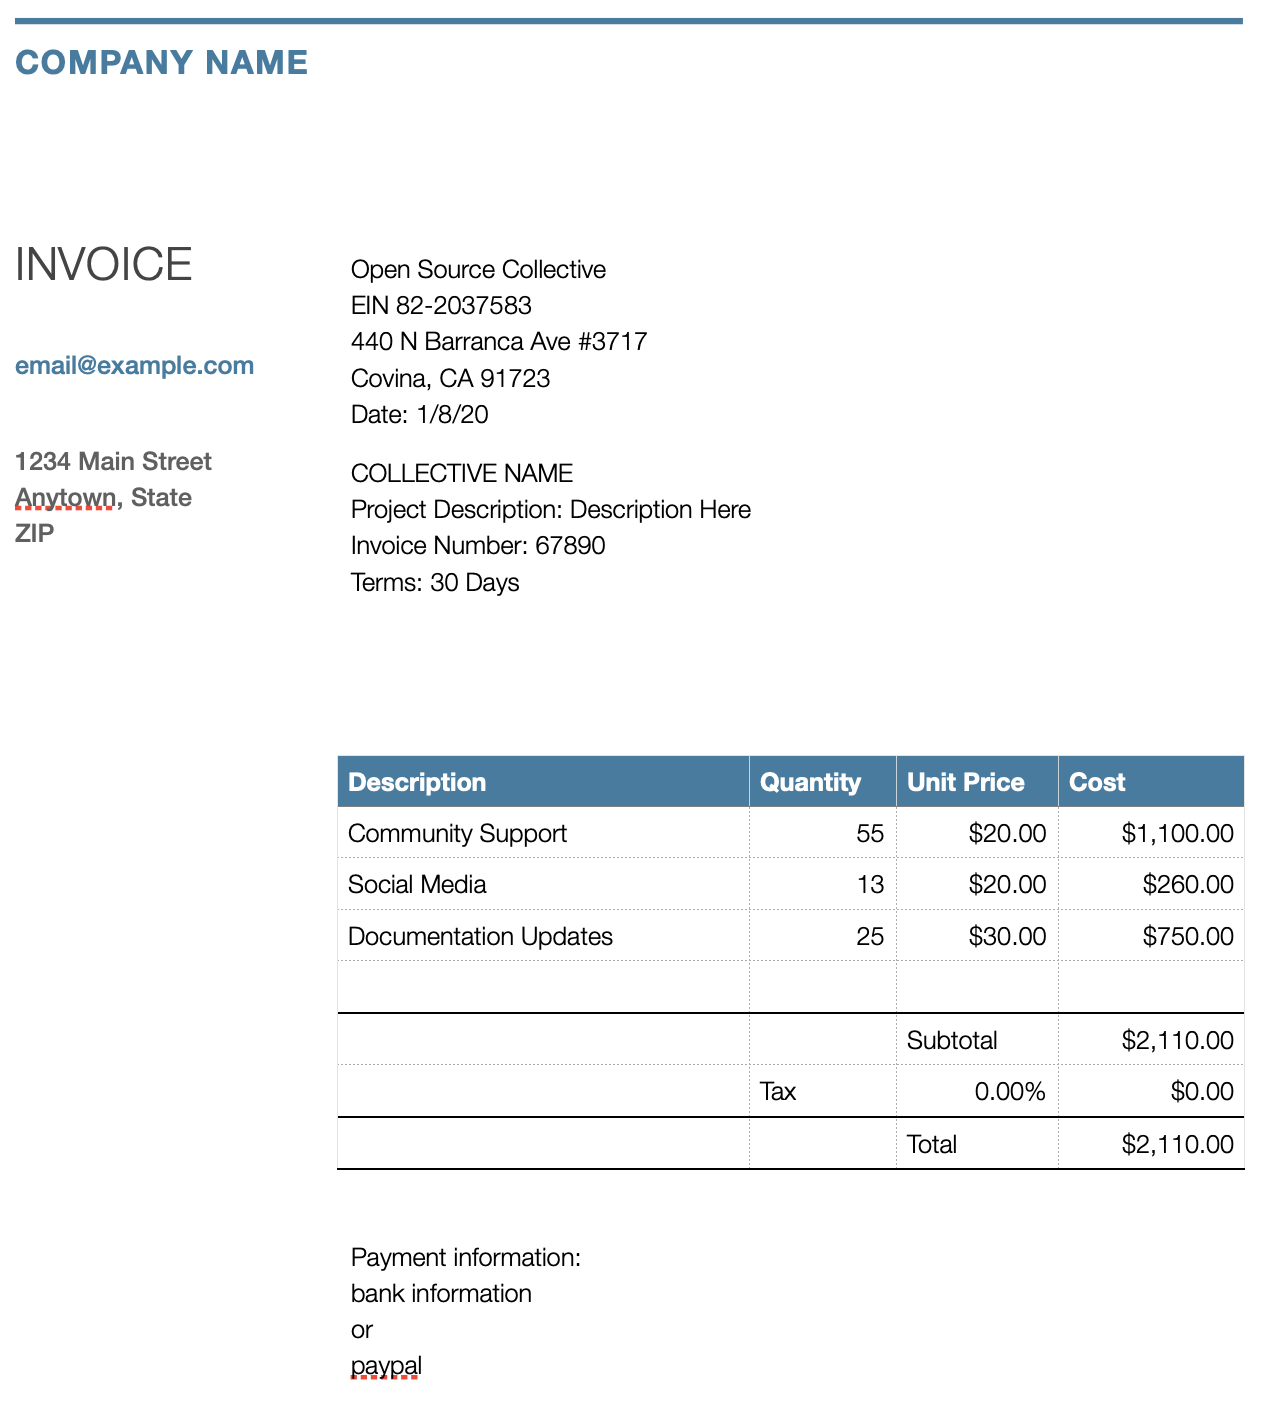 COMPANY NAME
INVOICE
email@example.com
1234 Main Street
Anytown, State
ZIP
Open Source Collective
EIN 82-2037583
440 N Barranca Ave #3717
Covina, CA 91723
Date: 1/8/20
COLLECTIVE NAME
Project Description: Description Here
Invoice Number: 67890
Terms: 30 Days
Description Quantity Unit Price Cost
Community Support 55 $20.00 $1,100.00
Social Media 13 $20.00 $260.00
Documentation Updates 25 $30.00 $750.00
Subtotal $2,110.00
Tax 0.00% $0.00
Total $2,110.00
Payment information:
bank information
or
paypal